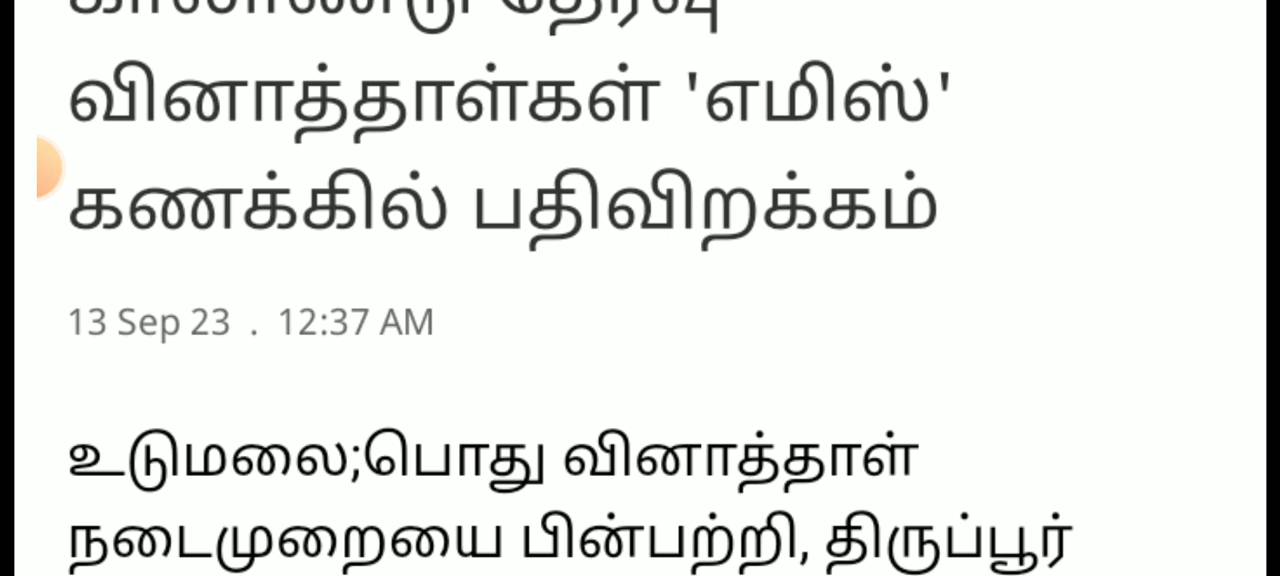 காலாண்டு தேர்வு
வினாத்தாள்கள் 'எமிஸ்'
கணக்கில் பதிவிறக்கம்
13 Sep 23 . 12:37 AM
உடுமலை;பொது வினாத்தாள்
நடைமுறையை பின்பற்றி, திருப்பூர்